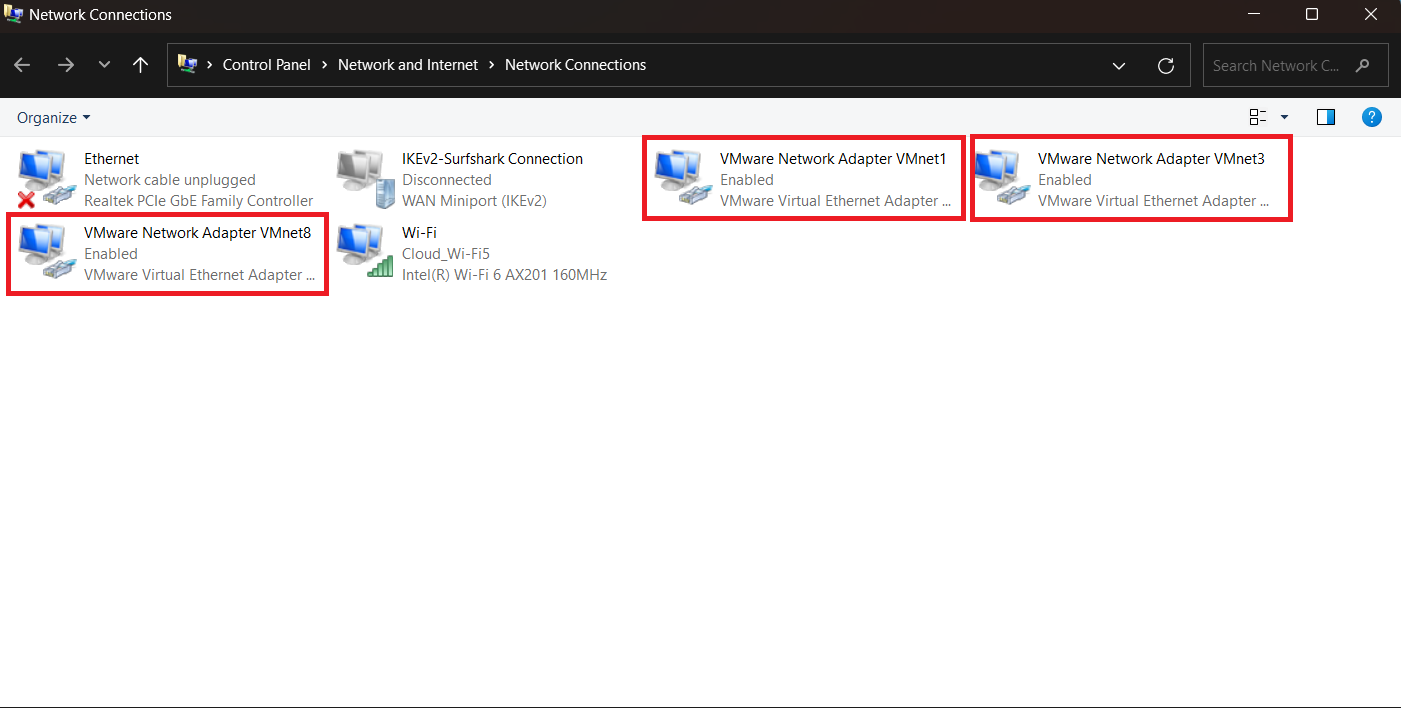 Network Connections
Control Panel > Network and Internet > Network Connections
Search Network C...
Organize
?
Ethernet
Network cable unplugged
Realtek PCIe GbE Family Controller
IKEv2-Surfshark Connection
Disconnected
WAN Miniport (IKEv2)
VMware Network Adapter VMnet1
Enabled
VMware Virtual Ethernet Adapter ...
VMware Network Adapter VMnet3
Enabled
VMware Virtual Ethernet Adapter ...
VMware Network Adapter VMnet8
Enabled
VMware Virtual Ethernet Adapter ...
Wi-Fi
Cloud_Wi-Fi5
Intel(R) Wi-Fi 6 AX201 160MHz